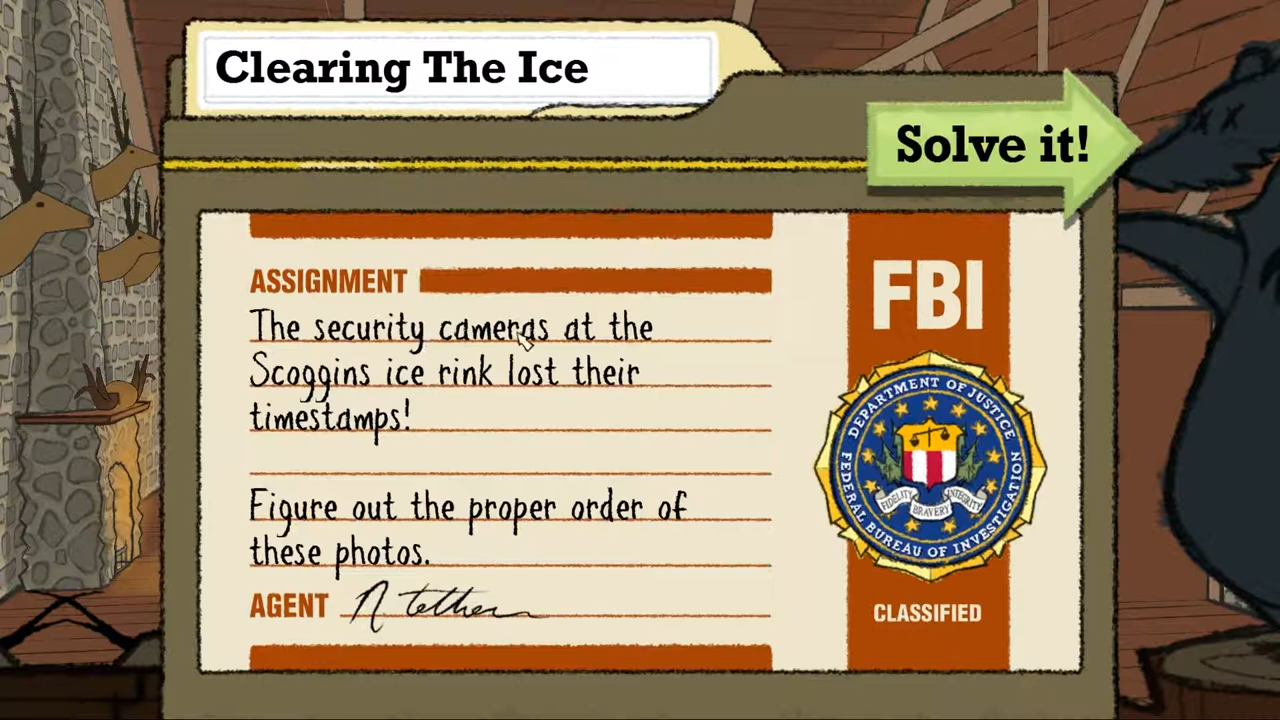 Clearing The Ice
Solve it!
ASSIGNMENT
The security cameras at the
Scoggins ice rink lost their
timestamps!
Figure out the proper order of
these photos.
AGENT N Tethers
FBI
DEPARTMENT OF JUSTICE
FIDELITY BRAVERY INTEGRITY
FEDERAL BUREAU OF INVESTIGATION
CLASSIFIED